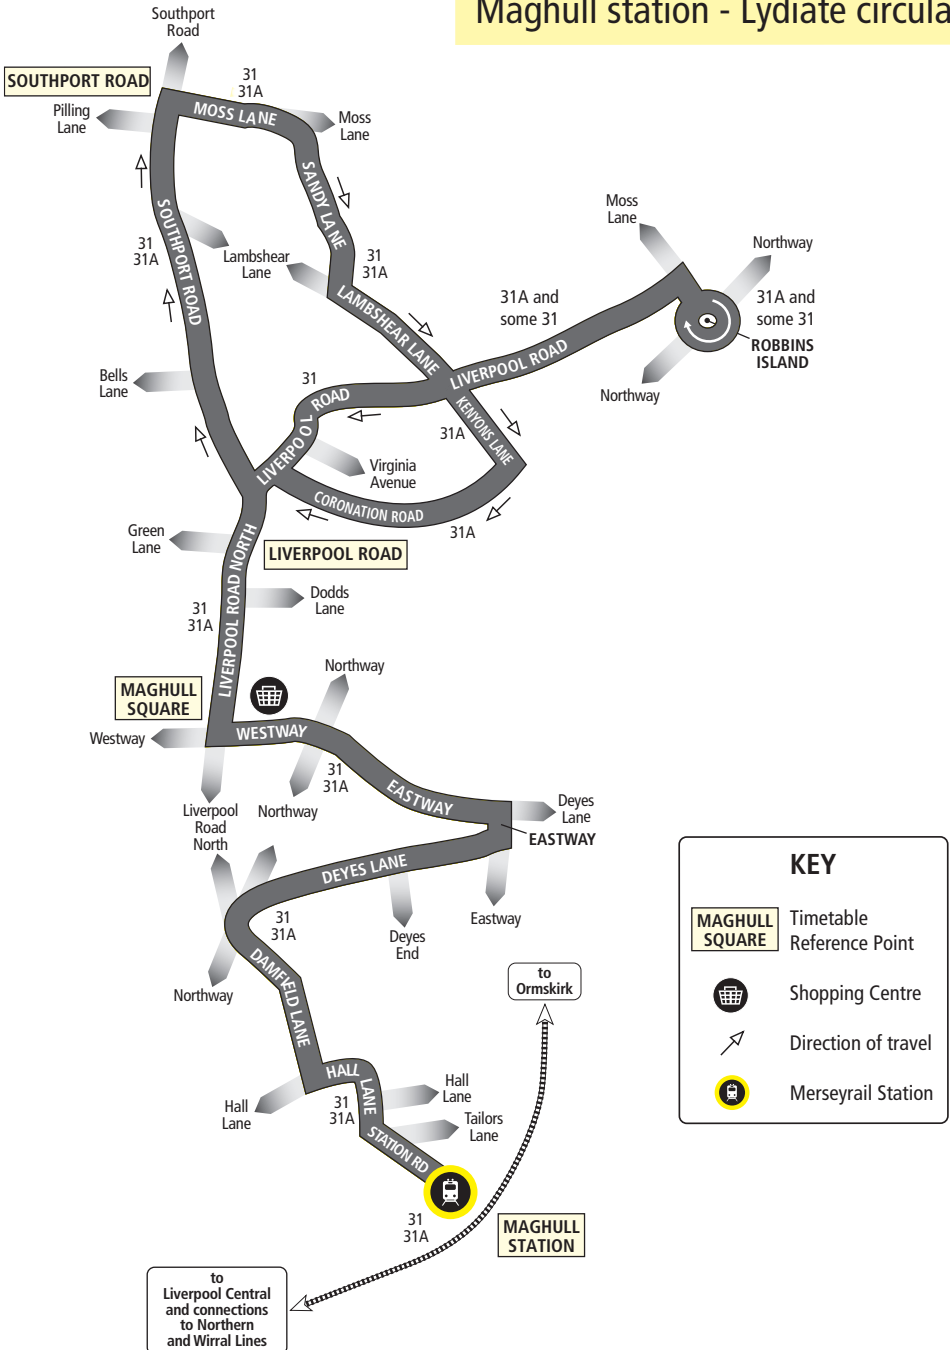 Maghull station - Lydiate circula
Southport
Road
SOUTHPORT ROAD
31
31A
Pilling
Lane
MOSS LANE
Moss
Lane
SANDY LANE
SOUTHPORT ROAD
31
31A
Lambshear
Lane
31
31A
LAMBSHEAR LANE
Moss
Lane
Northway
31A and
some 31
31A and
some 31
ROBBINS
ISLAND
Northway
LIVERPOOL ROAD
Bells
Lane
31
LIVERPOOL ROAD
KENYONS LANE
31A
Virginia
Avenue
CORONATION ROAD
31A
Green
Lane
LIVERPOOL ROAD
LIVERPOOL ROAD NORTH
Dodds
Lane
31
31A
Northway
MAGHULL
SQUARE
Westway
WESTWAY
31
31A
EASTWAY
Liverpool
Road
North
Northway
Deyes
Lane
EASTWAY
DEYES LANE
31
31A
Deyes
End
Eastway
Northway
DAMFIELD LANE
to
Ormskirk
HALL LANE
Hall
Lane
31
31A
Hall
Lane
Tailors
Lane
STATION RD
31
31A
MAGHULL
STATION
to
Liverpool Central
and connections
to Northern
and Wirral Lines
KEY
MAGHULL
SQUARE
Timetable
Reference Point
Shopping Centre
Direction of travel
Merseyrail Station